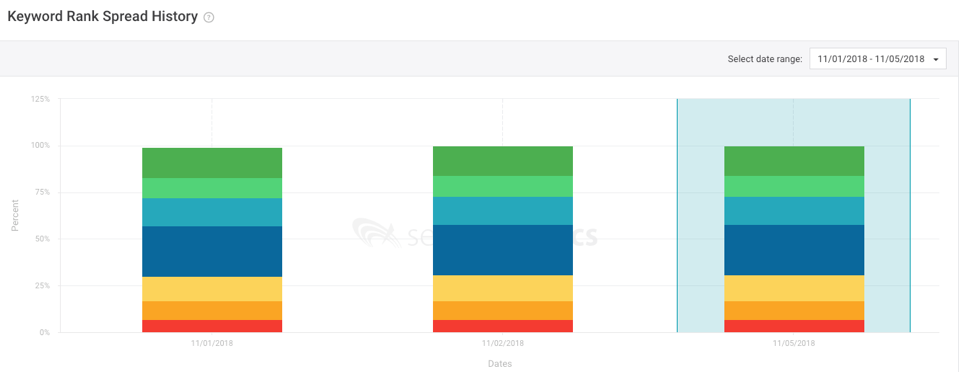 Keyword Rank Spread History ?
Select date range: 11/01/2018 - 11/05/2018
125%
100%
75%
50%
25%
0%
Percent
11/01/2018
11/02/2018
11/05/2018
Dates